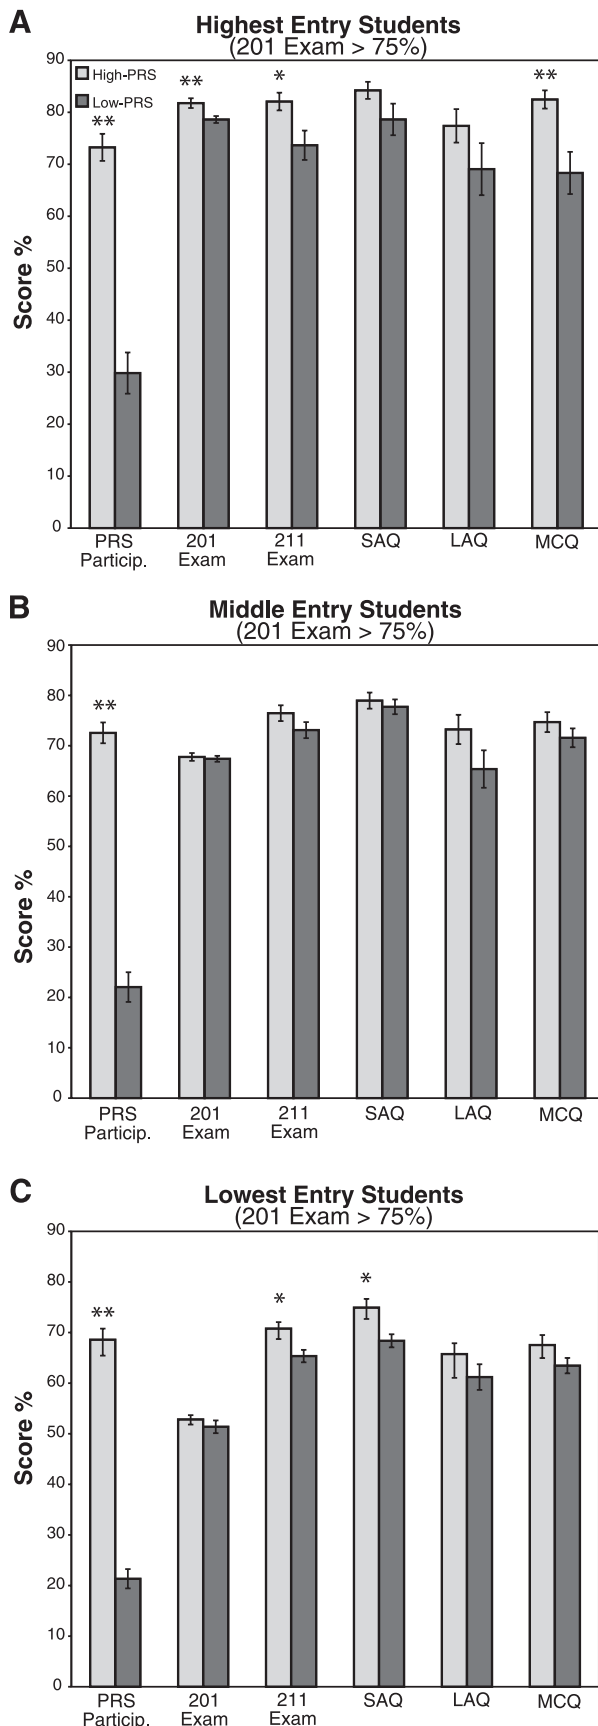 A
Highest Entry Students
(201 Exam > 75%)
90
80
70
60
50
40
30
20
10
0
Score %
High-PRS
Low-PRS
**
**
*
**
PRS
Particip.
201
Exam
211
Exam
SAQ
LAQ
MCQ
B
Middle Entry Students
(201 Exam > 75%)
90
80
70
60
50
40
30
20
10
0
Score %
**
PRS
Particip.
201
Exam
211
Exam
SAQ
LAQ
MCQ
C
Lowest Entry Students
(201 Exam > 75%)
90
80
70
60
50
40
30
20
10
0
Score %
**
*
*
PRS
Particip.
201
Exam
211
Exam
SAQ
LAQ
MCQ